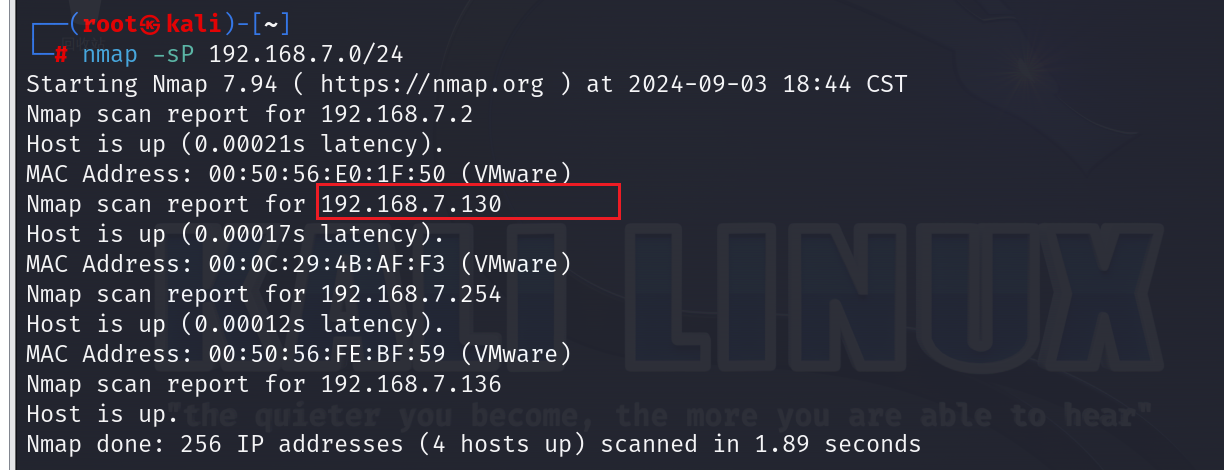 (root㉿kali)-[~]
# nmap -sP 192.168.7.0/24
Starting Nmap 7.94 ( https://nmap.org ) at 2024-09-03 18:44 CST
Nmap scan report for 192.168.7.2
Host is up (0.00021s latency).
MAC Address: 00:50:56:E0:1F:50 (VMware)
Nmap scan report for 192.168.7.130
Host is up (0.00017s latency).
MAC Address: 00:0C:29:4B:AF:F3 (VMware)
Nmap scan report for 192.168.7.254
Host is up (0.00012s latency).
MAC Address: 00:50:56:FE:BF:59 (VMware)
Nmap scan report for 192.168.7.136
Host is up.
Nmap done: 256 IP addresses (4 hosts up) scanned in 1.89 seconds
KALI LINUX
"the quieter you become, the more you are able to hear"